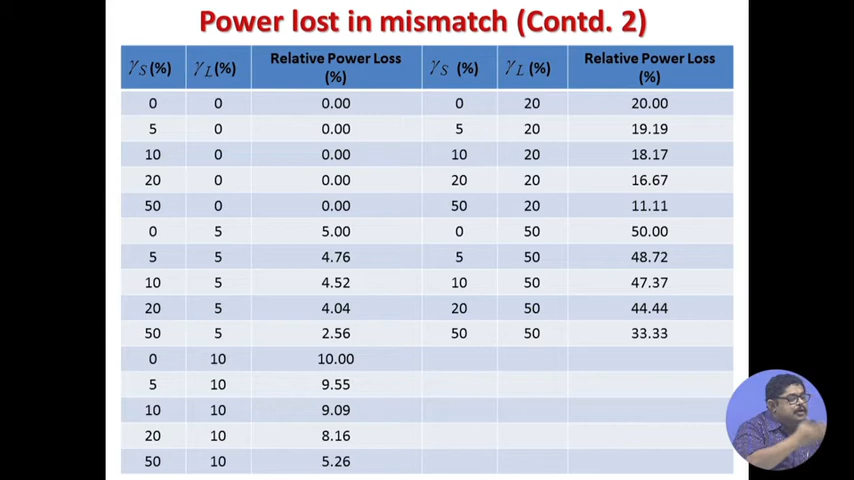 Power lost in mismatch (Contd. 2)
γS (%) γL (%) Relative Power Loss (%) γS (%) γL (%) Relative Power Loss (%)
0 0 0.00 0 20 20.00
5 0 0.00 5 20 19.19
10 0 0.00 10 20 18.17
20 0 0.00 20 20 16.67
50 0 0.00 50 20 11.11
0 5 5.00 0 50 50.00
5 5 4.76 5 50 48.72
10 5 4.52 10 50 47.37
20 5 4.04 20 50 44.44
50 5 2.56 50 50 33.33
0 10 10.00
5 10 9.55
10 10 9.09
20 10 8.16
50 10 5.26